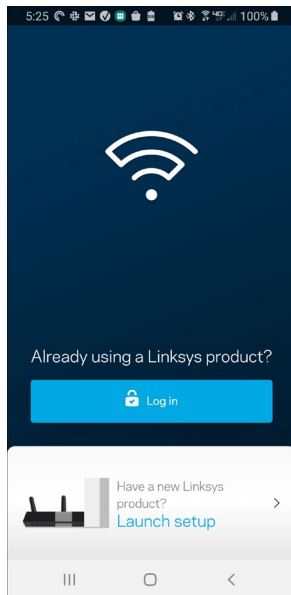 5:25 100%
Already using a Linksys product?
Log in
Have a new Linksys
product?
Launch setup